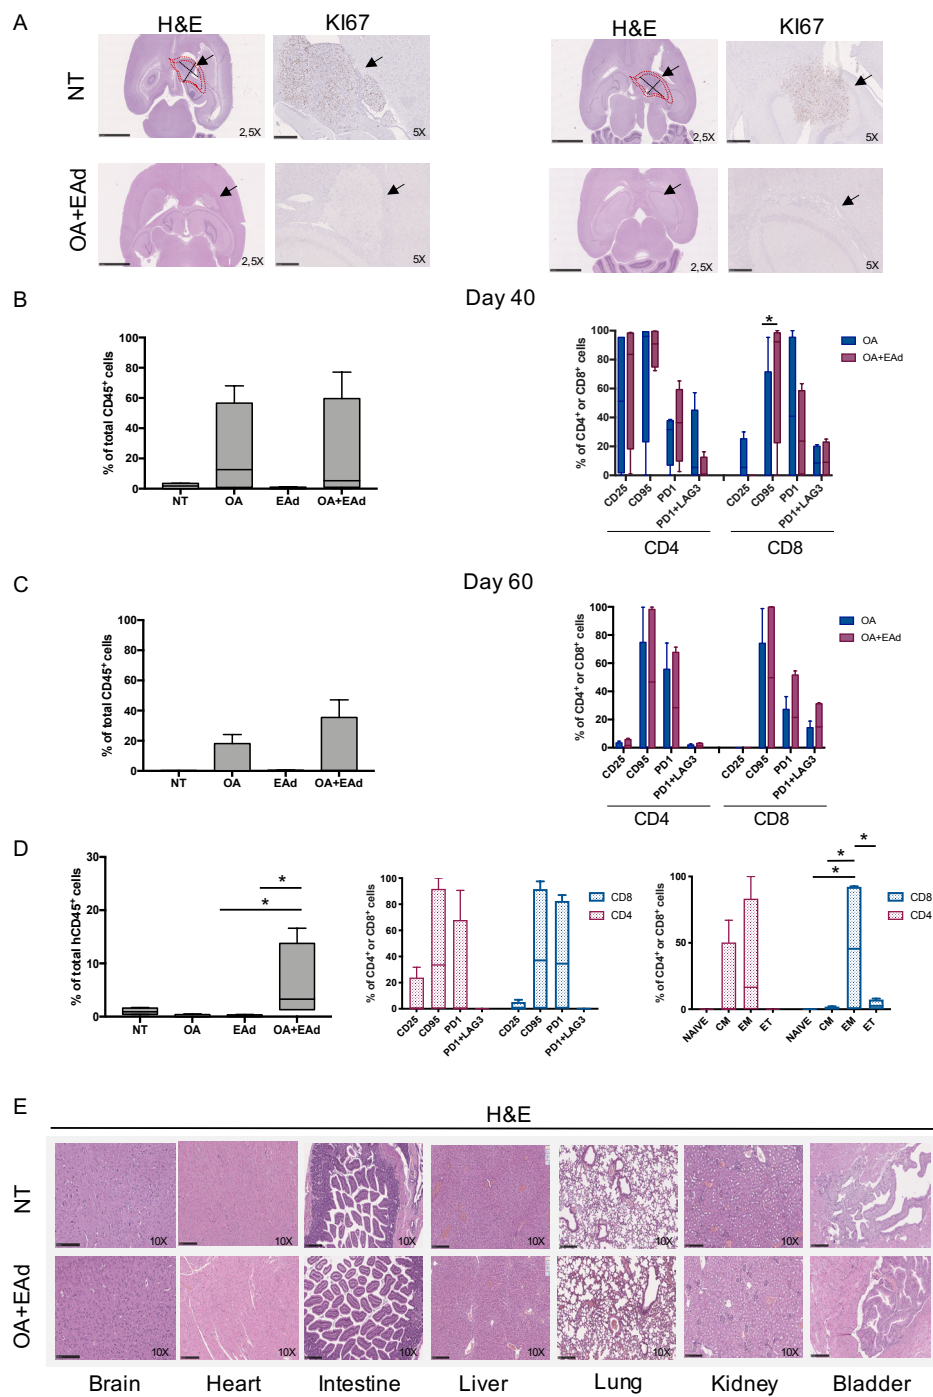 A
H&E
KI67
H&E
KI67
NT
2,5X
5X
2,5X
5X
OA+EAd
2,5X
5X
2,5X
5X
B
Day 40
% of total CD45+ cells
100
80
60
40
20
0
NT OA EAd OA+EAd
% of CD4+ or CD8+ cells
100
80
60
40
20
0
*
OA
OA+EAd
CD25 CD95 PD1 PD1+LAG3 CD25 CD95 PD1 PD1+LAG3
CD4 CD8
C
Day 60
% of total CD45+ cells
100
80
60
40
20
0
NT OA EAd OA+EAd
% of CD4+ or CD8+ cells
100
80
60
40
20
0
OA
OA+EAd
CD25 CD95 PD1 PD1+LAG3 CD25 CD95 PD1 PD1+LAG3
CD4 CD8
D
% of total hCD45+ cells
30
20
10
5
0
*
*
NT OA EAd OA+EAd
% of CD4+ or CD8+ cells
100
80
60
40
20
0
CD8
CD4
CD25 CD95 PD1 PD1+LAG3 CD25 CD95 PD1 PD1+LAG3
% of CD4+ or CD8+ cells
100
50
0
*
*
*
CD8
CD4
NAIVE CM EM ET NAIVE CM EM ET
E
H&E
NT
10X 10X 10X 10X 10X 10X 10X
OA+EAd
10X 10X 10X 10X 10X 10X 10X
Brain Heart Intestine Liver Lung Kidney Bladder